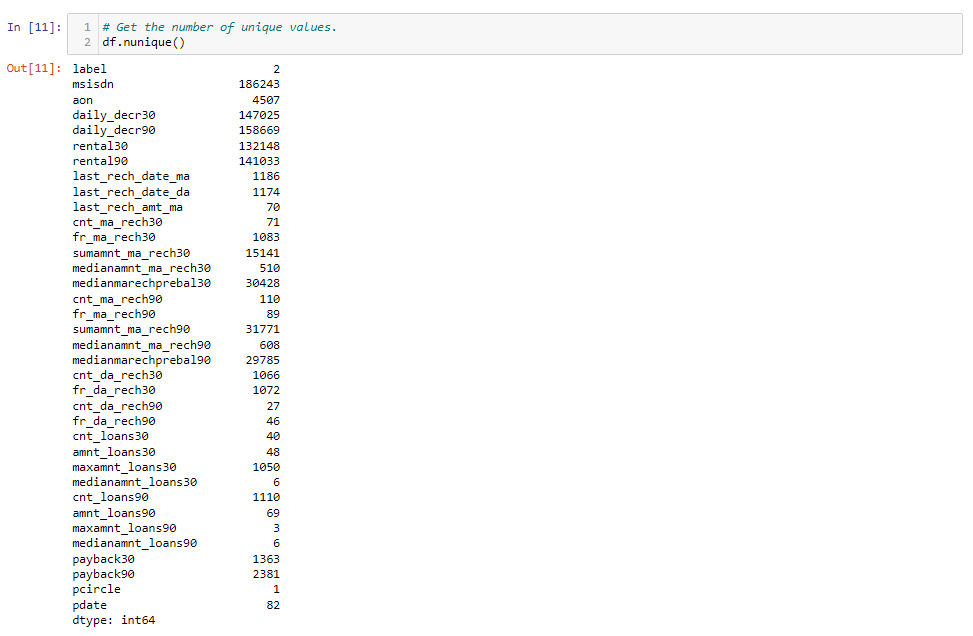 In [11]: 1 # Get the number of unique values.
2 df.nunique()
Out[11]: label 2
msisdn 186243
aon 4507
daily_decr30 147025
daily_decr90 158669
rental30 132148
rental90 141033
last_rech_date_ma 1186
last_rech_date_da 1174
last_rech_amt_ma 70
cnt_ma_rech30 71
fr_ma_rech30 1083
sumamnt_ma_rech30 15141
medianamnt_ma_rech30 510
medianmarechprebal30 30428
cnt_ma_rech90 110
fr_ma_rech90 89
sumamnt_ma_rech90 31771
medianamnt_ma_rech90 608
medianmarechprebal90 29785
cnt_da_rech30 1066
fr_da_rech30 1072
cnt_da_rech90 27
fr_da_rech90 46
cnt_loans30 40
amnt_loans30 48
maxamnt_loans30 1050
medianamnt_loans30 6
cnt_loans90 1110
amnt_loans90 69
maxamnt_loans90 3
medianamnt_loans90 6
payback30 1363
payback90 2381
pcircle 1
pdate 82
dtype: int64